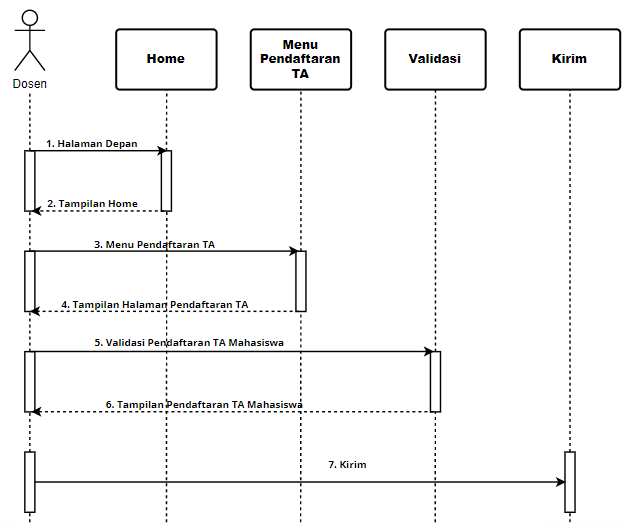 Dosen
Home
Menu
Pendaftaran
TA
Validasi
Kirim
1. Halaman Depan
2. Tampilan Home
3. Menu Pendaftaran TA
4. Tampilan Halaman Pendaftaran TA
5. Validasi Pendaftaran TA Mahasiswa
6. Tampilan Pendaftaran TA Mahasiswa
7. Kirim